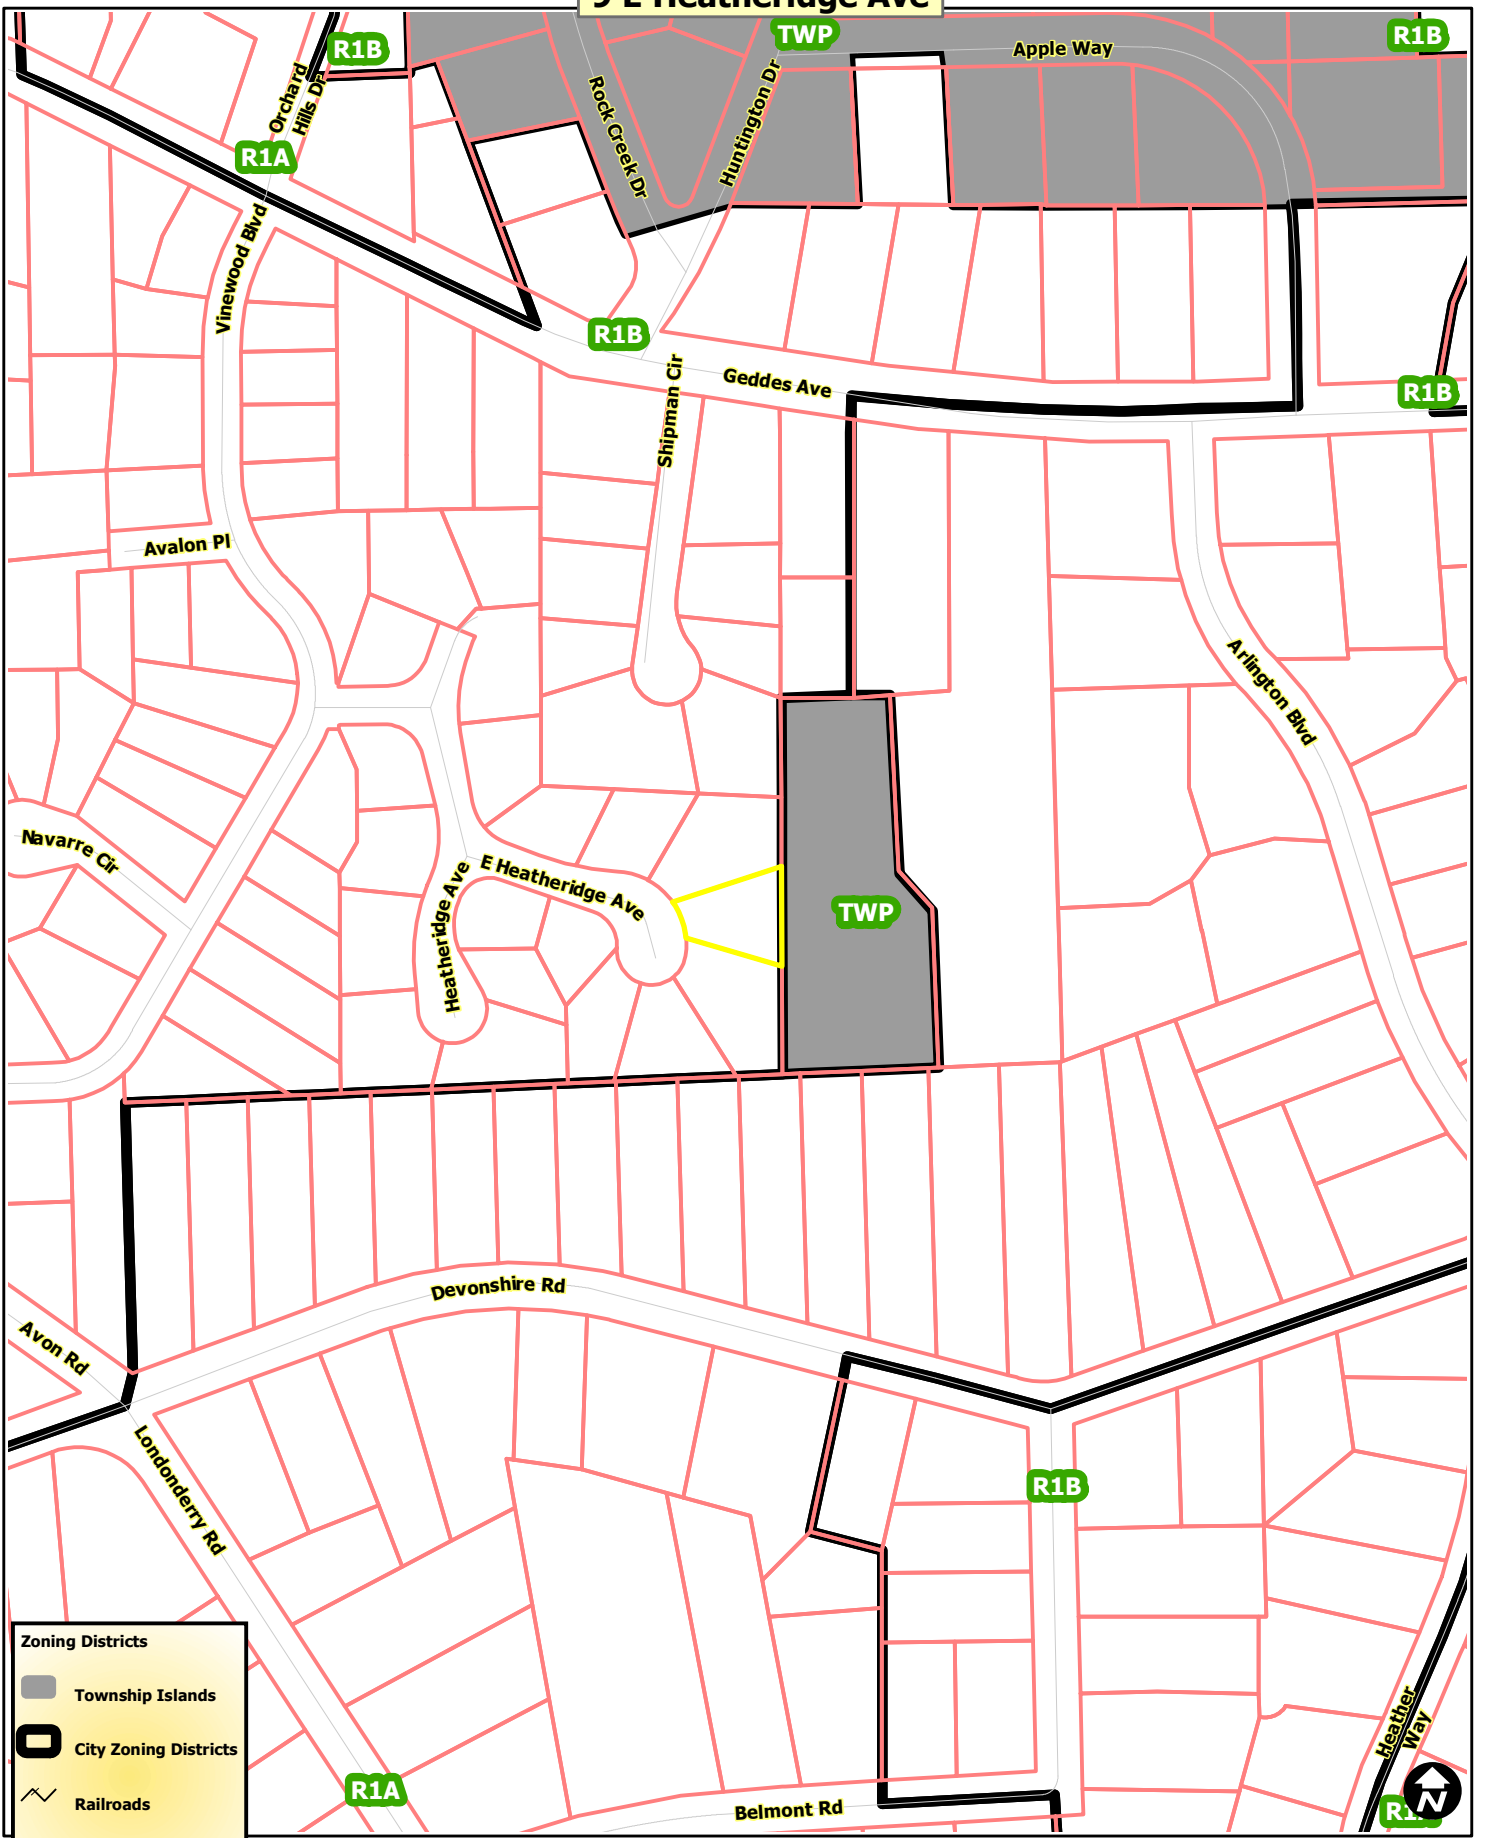 9 E Heatheridge Ave
TWP
R1B
R1B
Apple Way
Orchard
Hills Dr
Rock Creek Dr
Huntington Dr
R1A
Vinewood Blvd
R1B
Shipman Cir
Geddes Ave
R1B
Avalon Pl
Arlington Blvd
Navarre Cir
E Heatheridge Ave
Heatheridge Ave
TWP
Devonshire Rd
Avon Rd
Londonderry Rd
R1B
Zoning Districts
Township Islands
City Zoning Districts
Railroads
R1A
Belmont Rd
Heather
Way
N